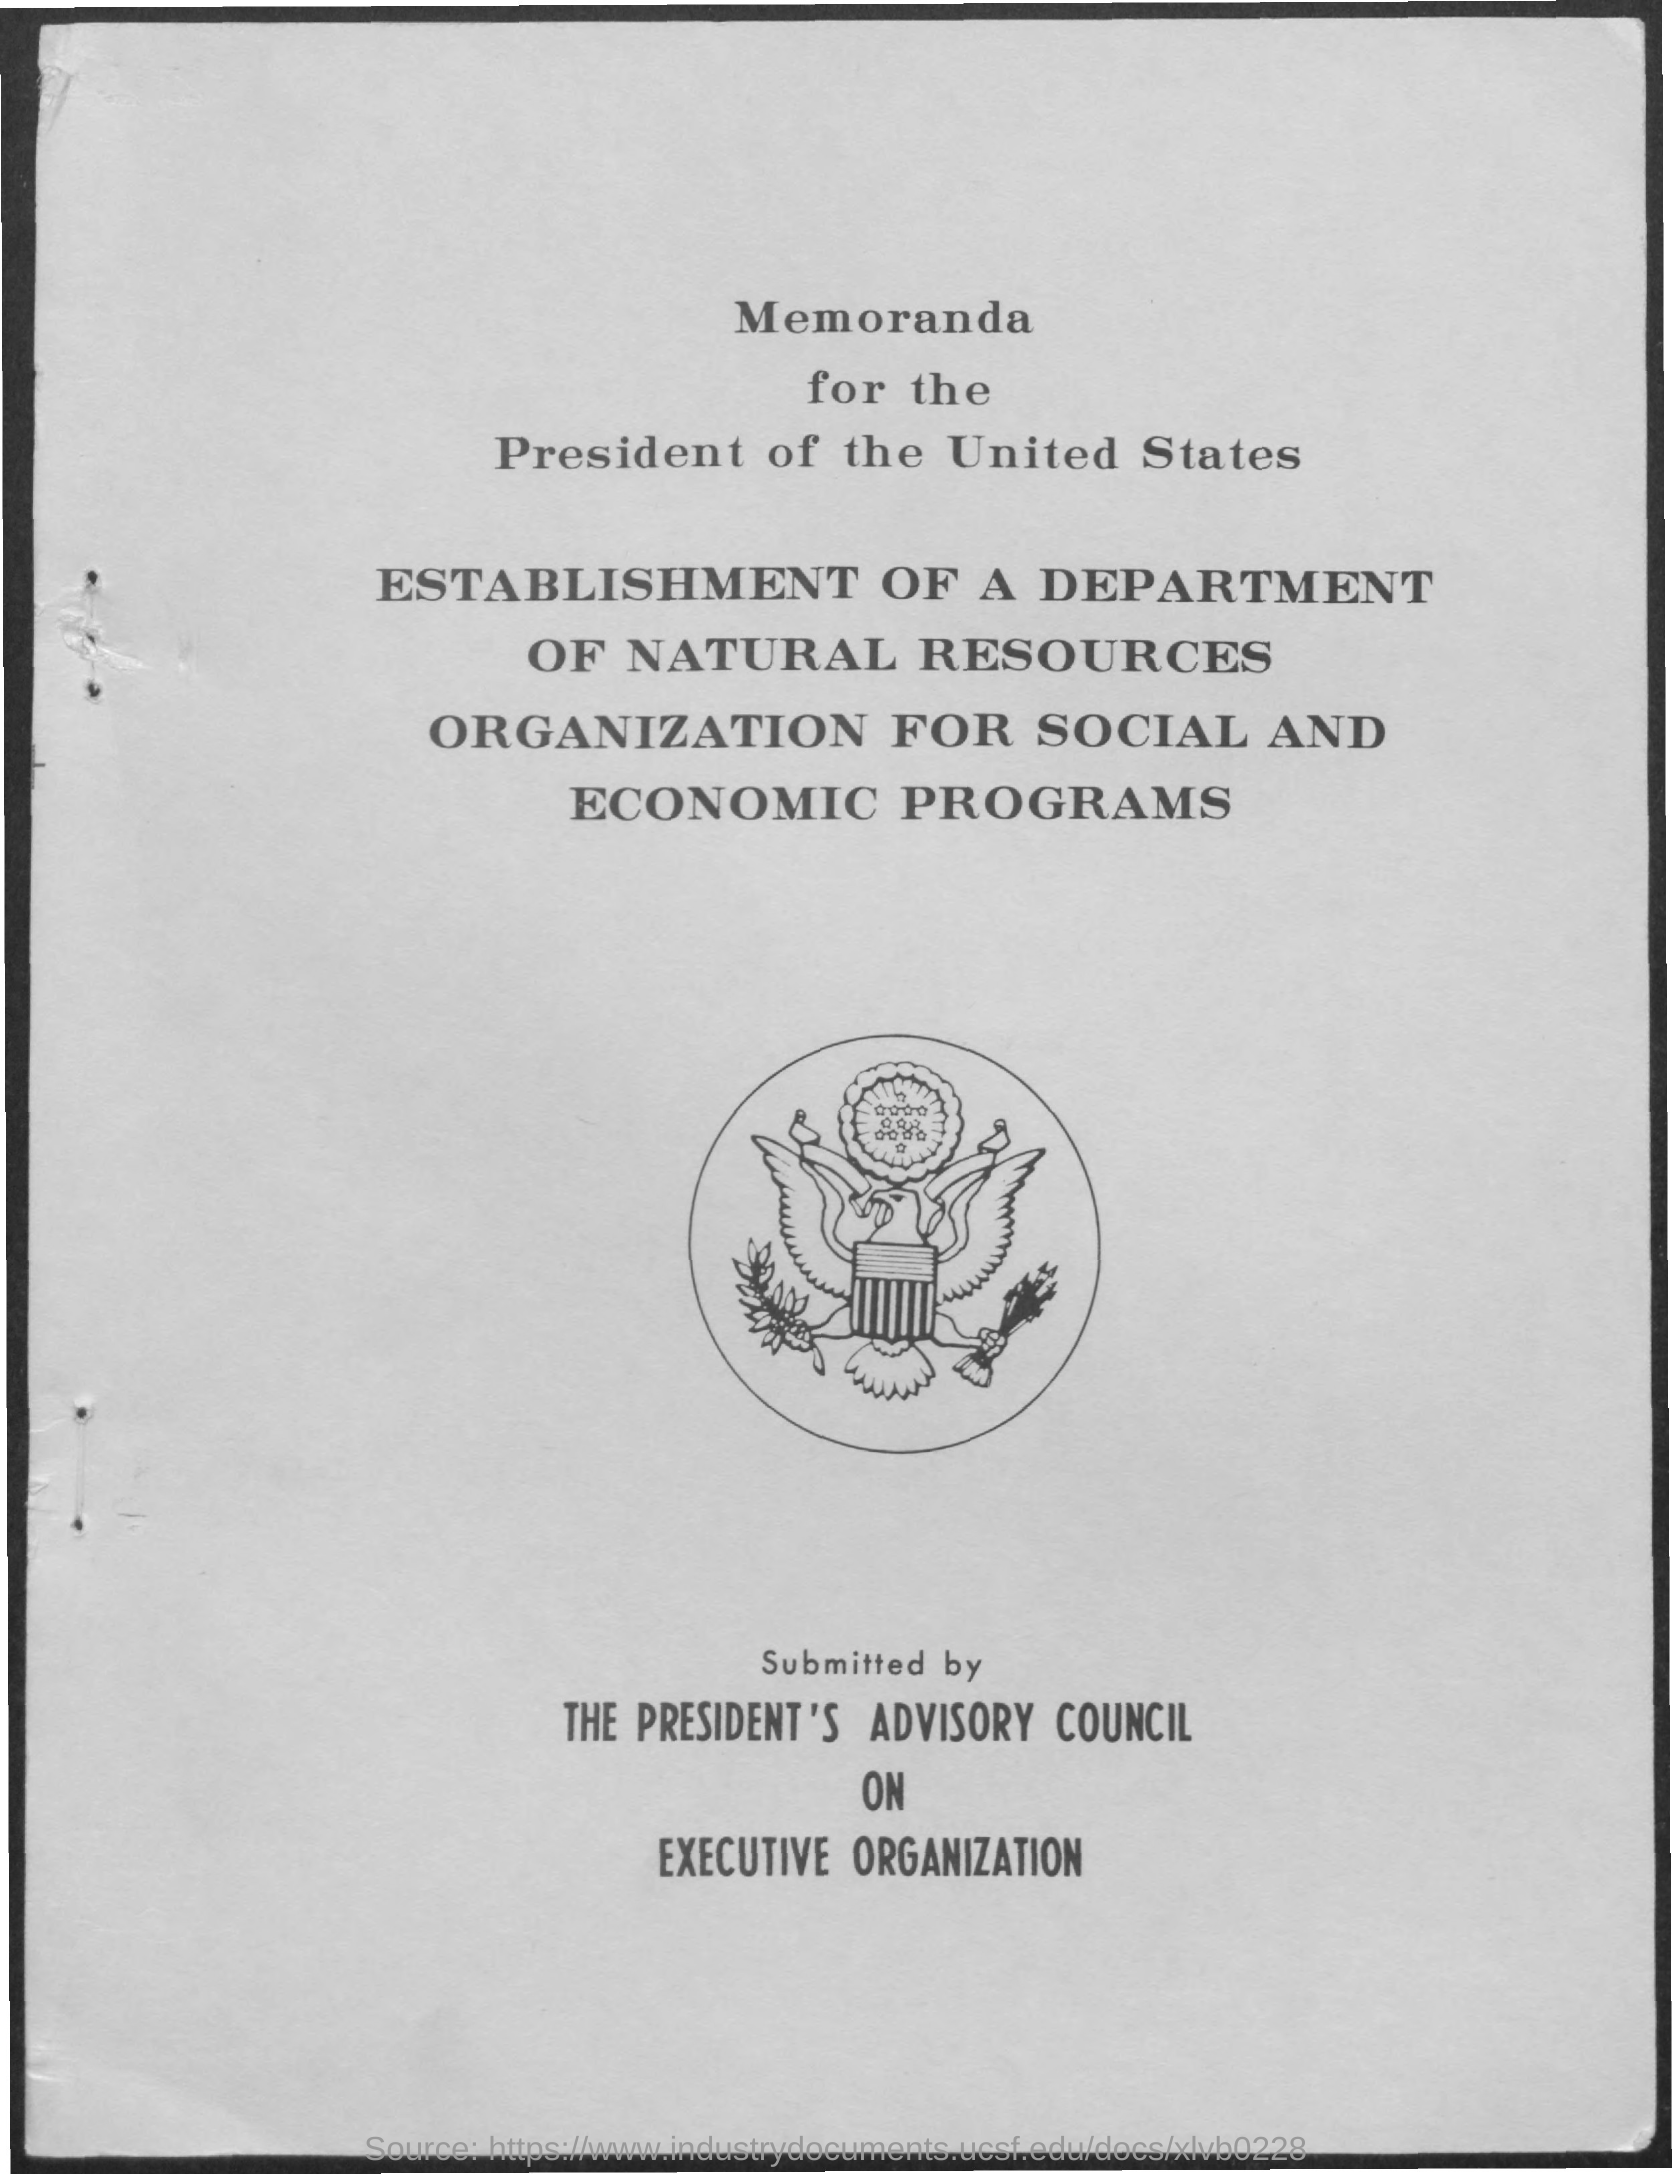 Memoranda
for the
President of the United States
ESTABLISHMENT OF A DEPARTMENT
OF NATURAL RESOURCES
ORGANIZATION FOR SOCIAL AND
ECONOMIC PROGRAMS
Submitted by
THE PRESIDENT'S ADVISORY COUNCIL
ON
EXECUTIVE ORGANIZATION
Source: https://www.industrydocuments.ucsf.edu/docs/xlvb0228